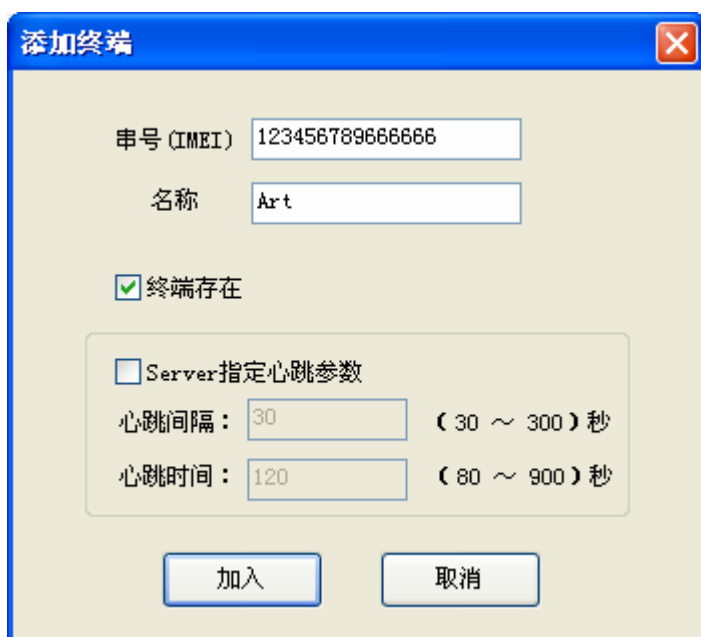 添加终端
串号(IMEI) 123456789666666
名称 Art
终端存在
Server指定心跳参数
心跳间隔: 30 (30 ~ 300)秒
心跳时间: 120 (80 ~ 900)秒
加入 取消